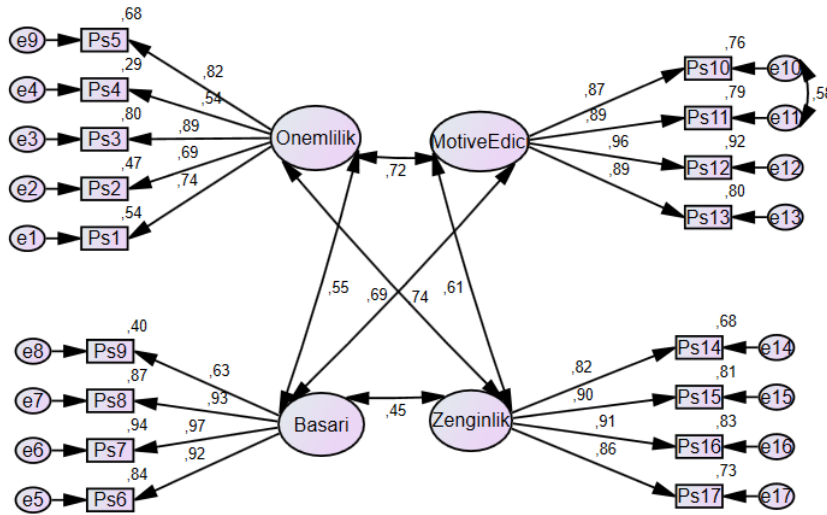 ,68
e9 Ps5
,82
,29
e4 Ps4
,54
,80
e3 Ps3
,89
,47
e2 Ps2
,69
,54
e1 Ps1
,74
Onemlilik
MotiveEdic
,72
,76
,87
Ps10 e10
,79
,89
Ps11 e11
,58
,92
,96
Ps12 e12
,80
,89
Ps13 e13
,55
,69
,74
,61
,40
e8 Ps9
,63
,87
e7 Ps8
,93
,94
e6 Ps7
,97
,84
e5 Ps6
,92
Basari
,45
Zenginlik
,68
,82
Ps14 e14
,81
,90
Ps15 e15
,83
,91
Ps16 e16
,73
,86
Ps17 e17